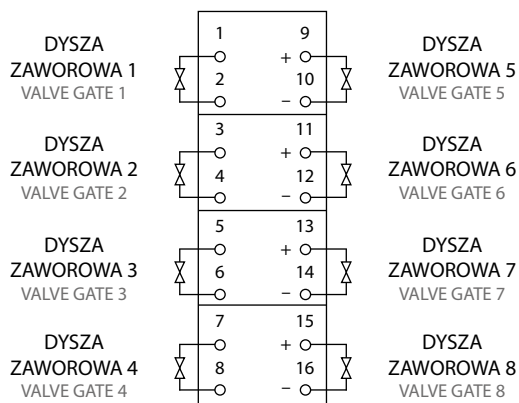 DYSZA
ZAWOROWA 1
VALVE GATE 1
1
2
9
+
10
–
DYSZA
ZAWOROWA 5
VALVE GATE 5
DYSZA
ZAWOROWA 2
VALVE GATE 2
3
4
11
+
12
–
DYSZA
ZAWOROWA 6
VALVE GATE 6
DYSZA
ZAWOROWA 3
VALVE GATE 3
5
6
13
+
14
–
DYSZA
ZAWOROWA 7
VALVE GATE 7
DYSZA
ZAWOROWA 4
VALVE GATE 4
7
8
15
+
16
–
DYSZA
ZAWOROWA 8
VALVE GATE 8